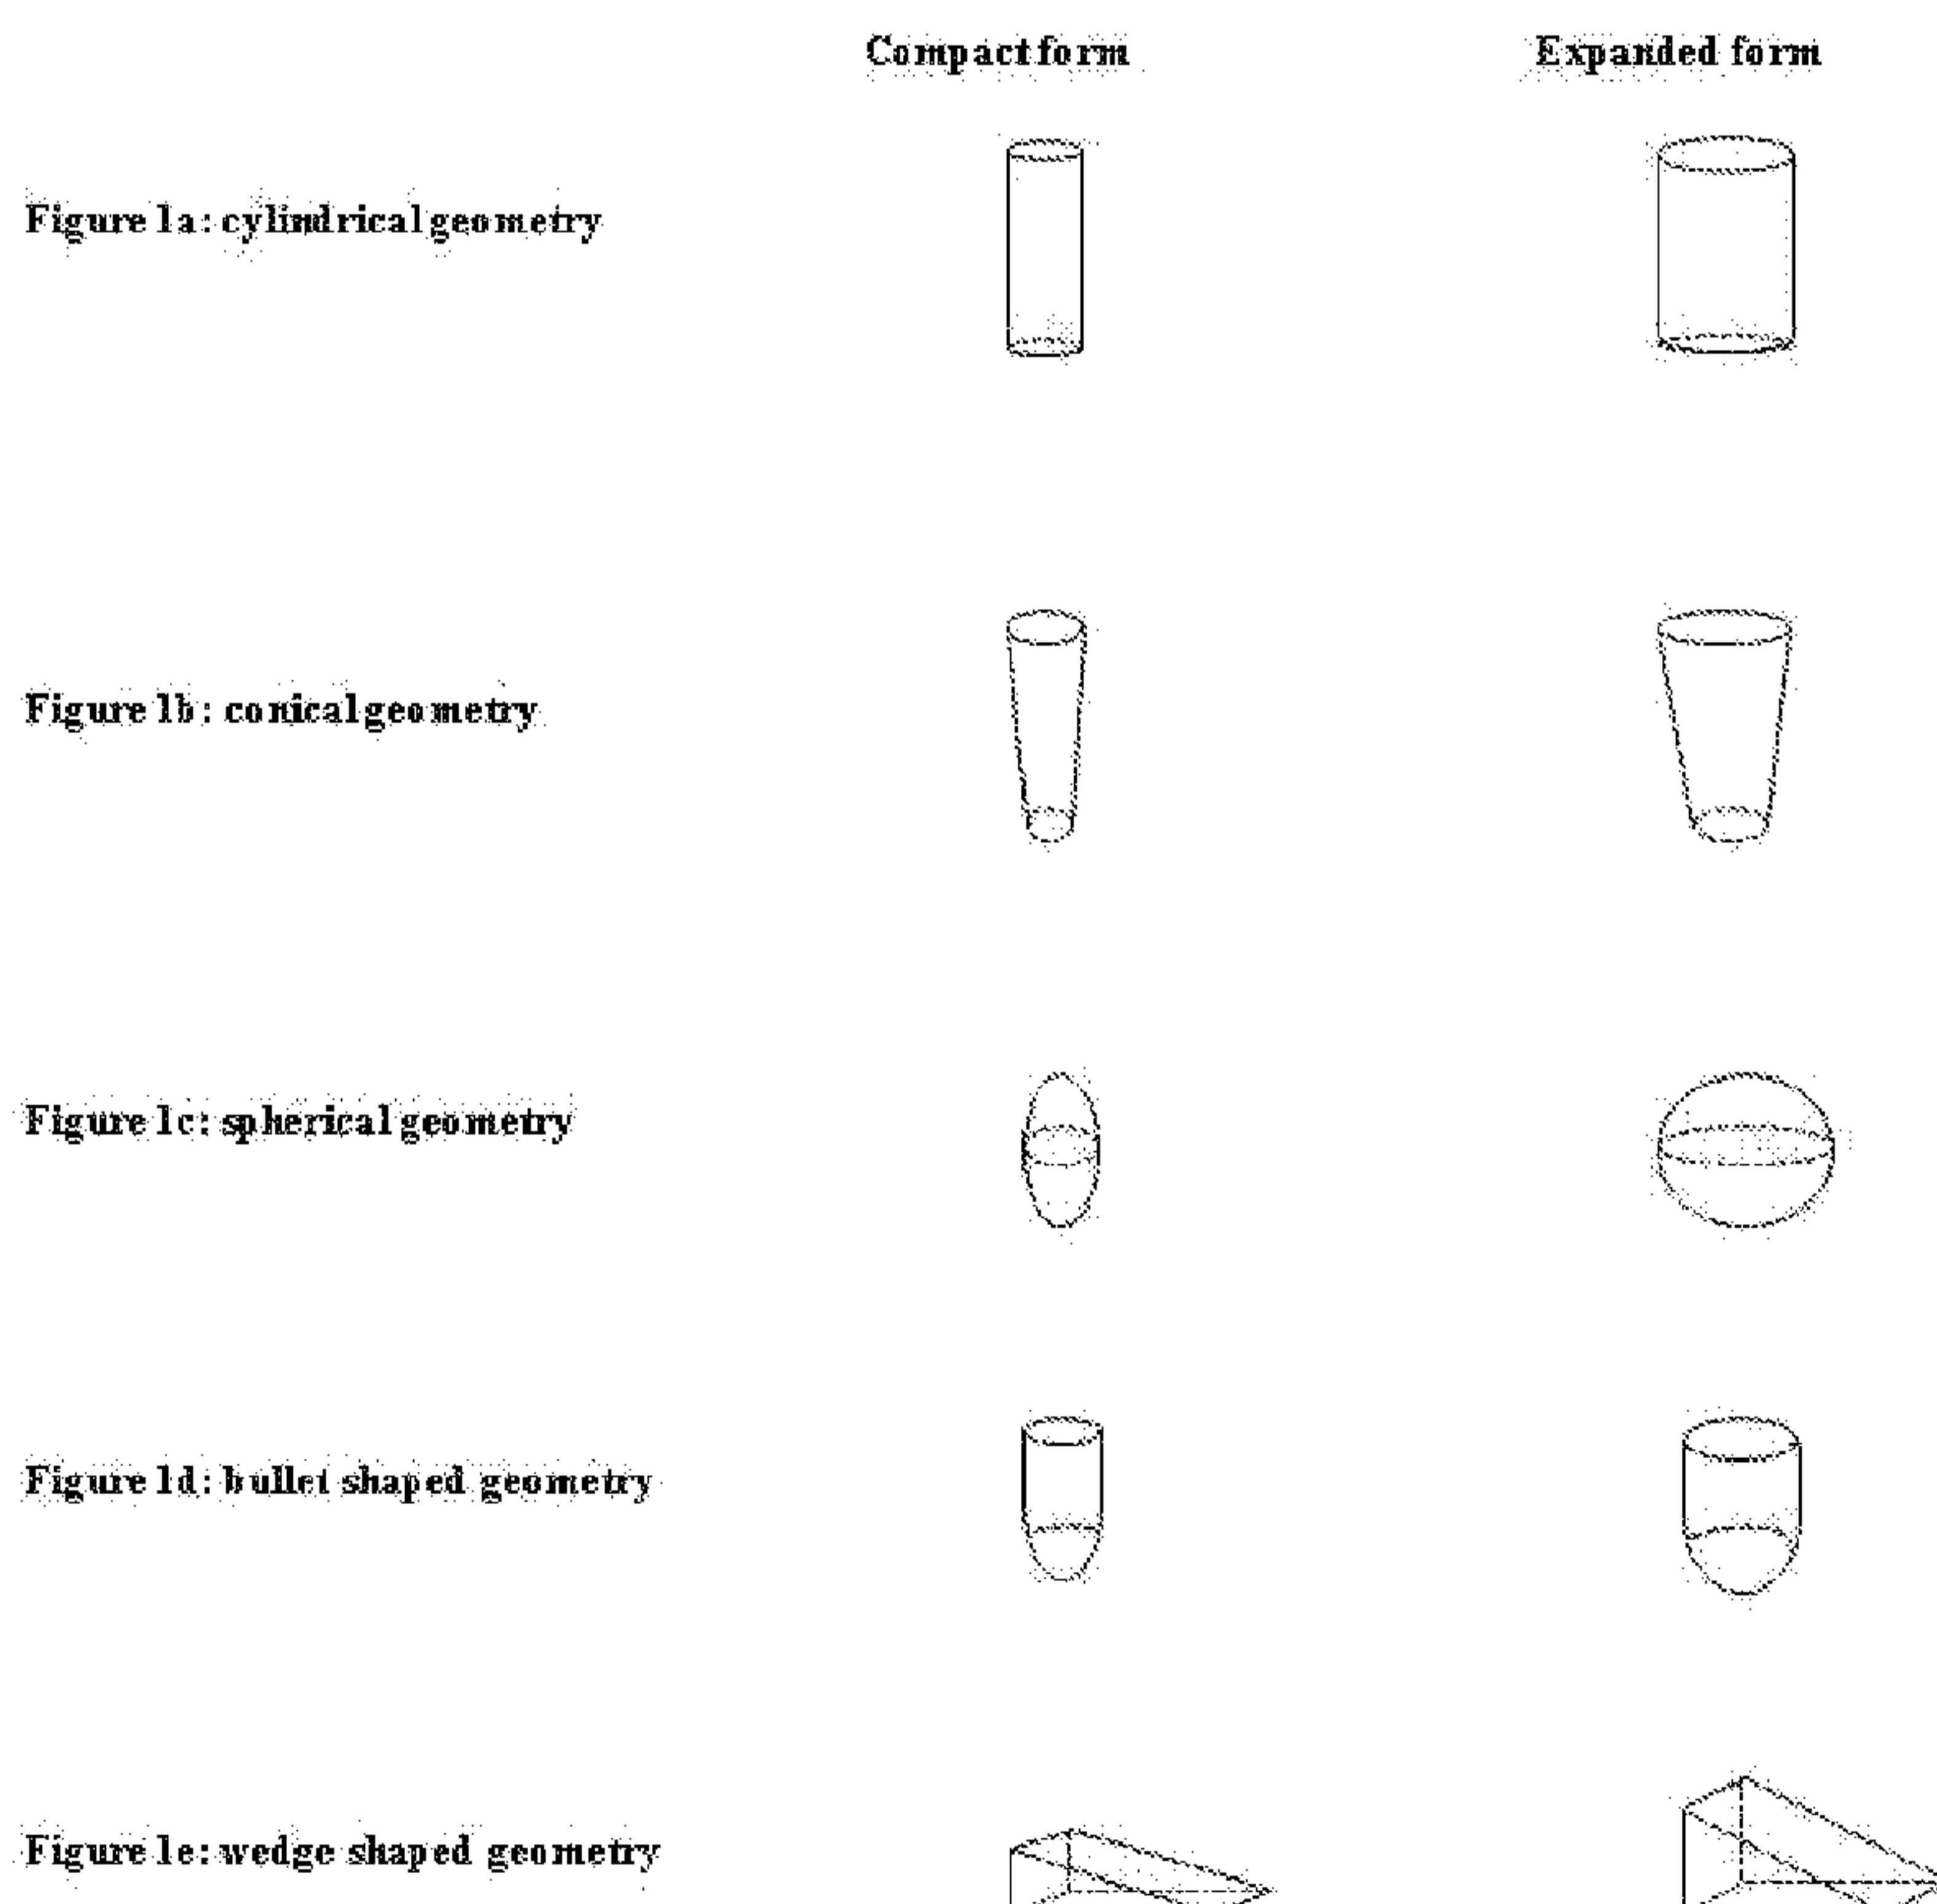 Compact form Expanded form
Figure 1a: cylindrical geometry
Figure 1b: conical geometry
Figure 1c: spherical geometry
Figure 1d: bullet shaped geometry
Figure 1e: wedge shaped geometry